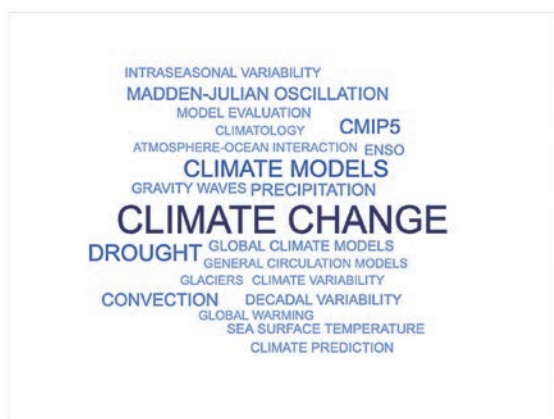 INTRASEASONAL VARIABILITY
MADDEN-JULIAN OSCILLATION
MODEL EVALUATION
CLIMATOLOGY CMIP5
ATMOSPHERE-OCEAN INTERACTION ENSO
CLIMATE MODELS
GRAVITY WAVES PRECIPITATION
CLIMATE CHANGE
DROUGHT GLOBAL CLIMATE MODELS
GENERAL CIRCULATION MODELS
GLACIERS CLIMATE VARIABILITY
CONVECTION DECADAL VARIABILITY
GLOBAL WARMING
SEA SURFACE TEMPERATURE
CLIMATE PREDICTION